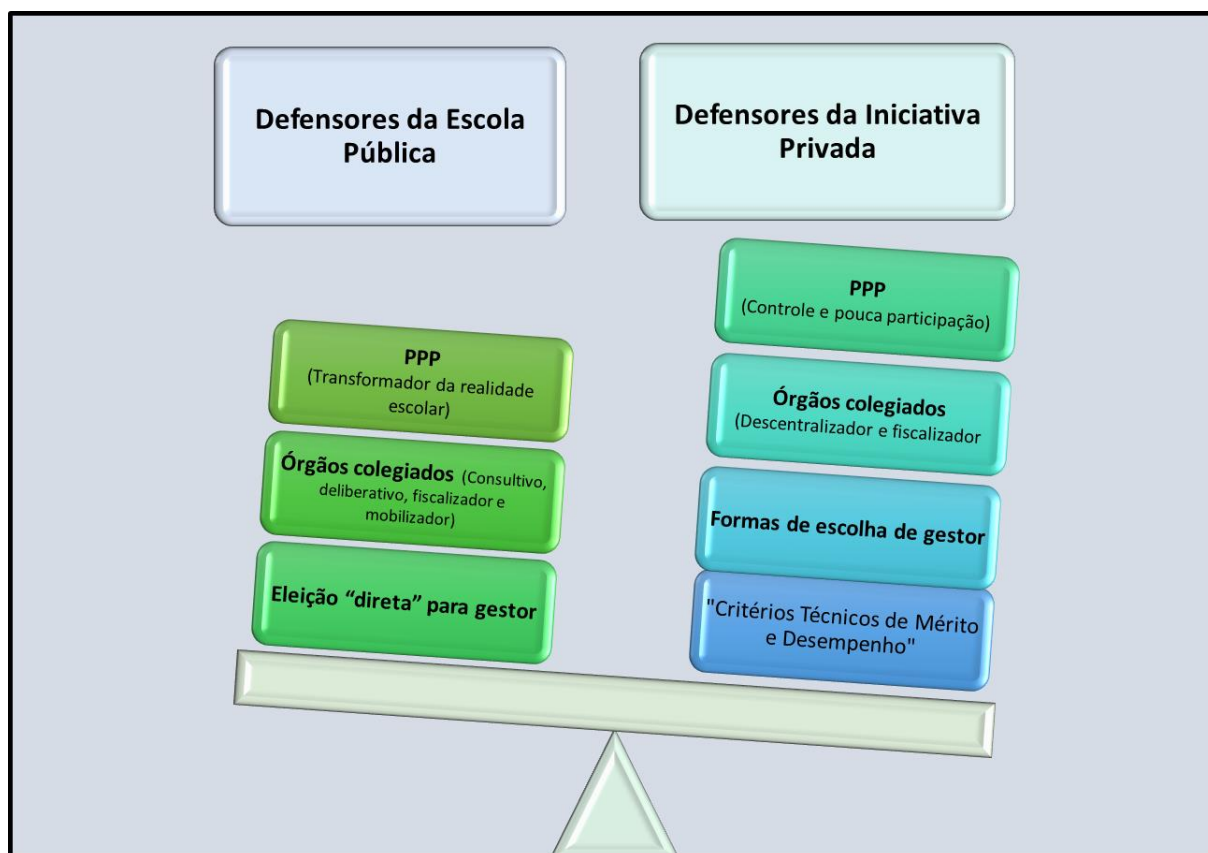 Defensores da Escola
Pública
Defensores da Iniciativa
Privada
PPP
(Transformador da realidade
escolar)
Órgãos colegiados (Consultivo,
deliberativo, fiscalizador e
mobilizador)
Eleição “direta” para gestor
PPP
(Controle e pouca participação)
Órgãos colegiados
(Descentralizador e fiscalizador
Formas de escolha de gestor
"Critérios Técnicos de Mérito
e Desempenho"